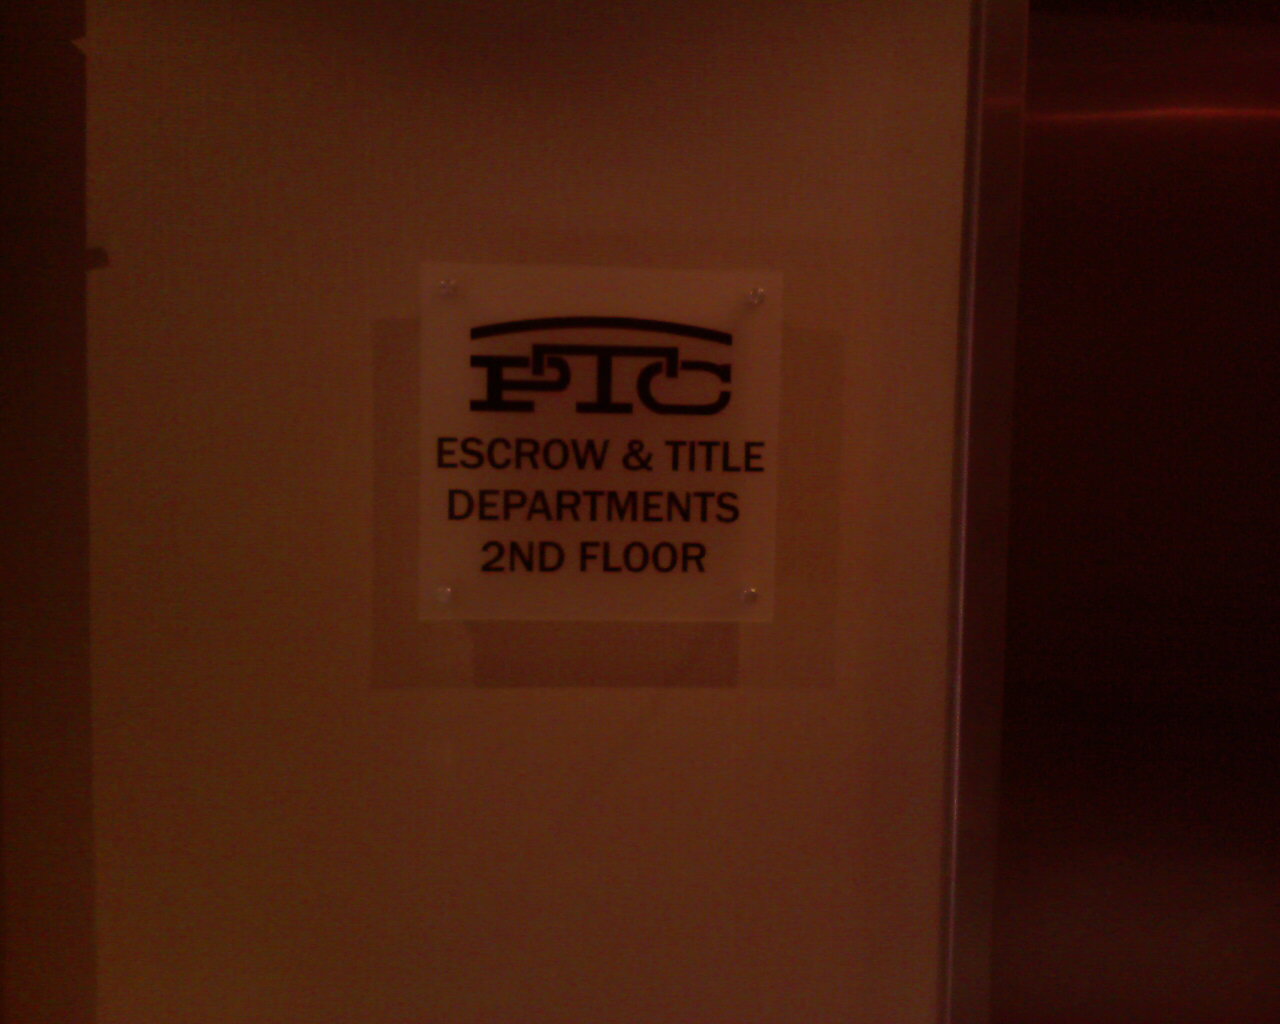 PTC
ESCROW & TITLE
DEPARTMENTS
2ND FLOOR